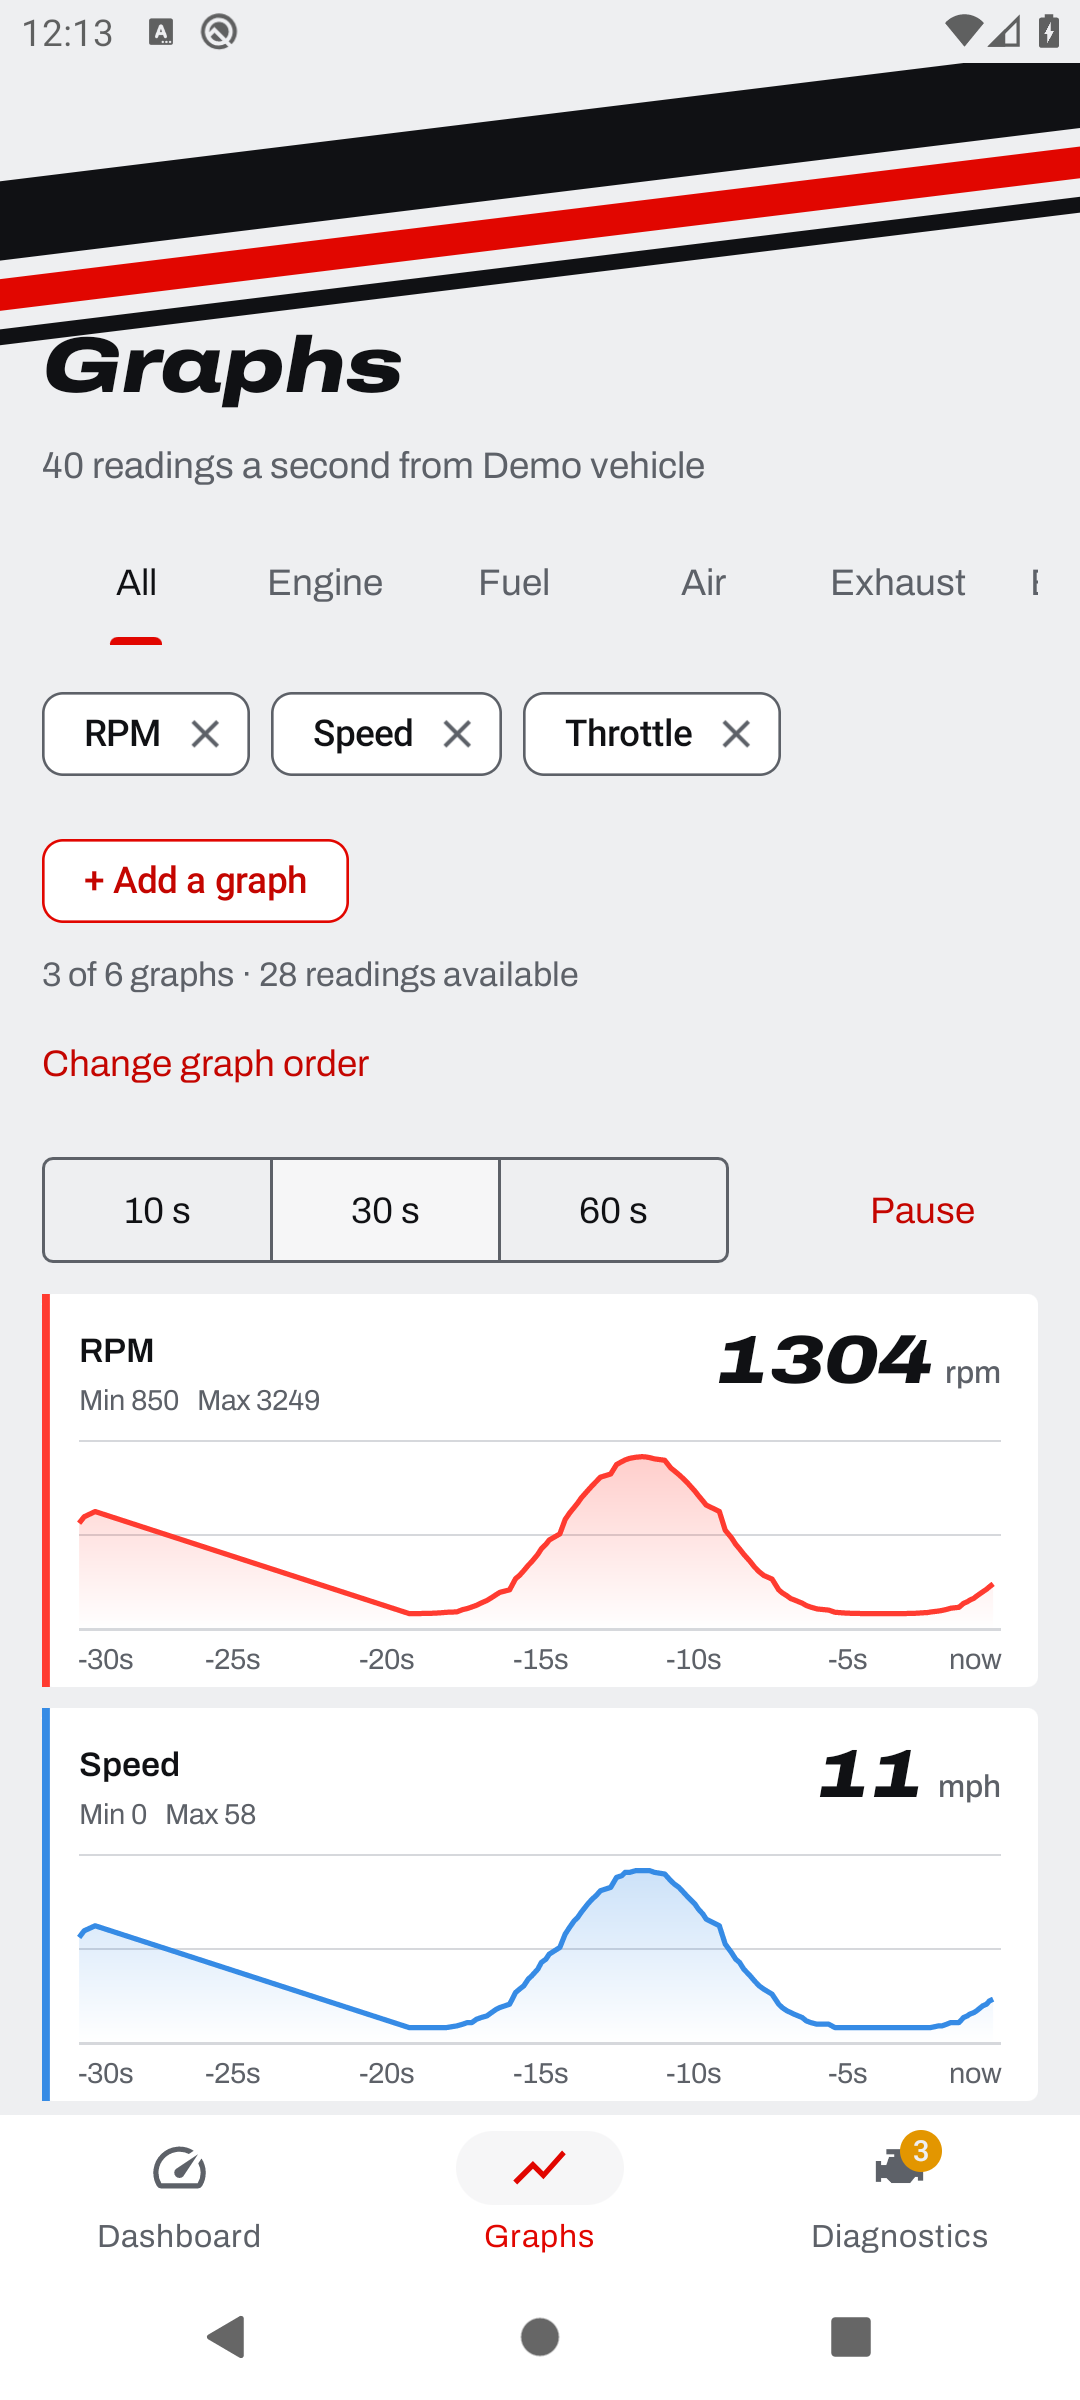 12:13
Graphs
40 readings a second from Demo vehicle
All Engine Fuel Air Exhaust
RPM Speed Throttle
+ Add a graph
3 of 6 graphs · 28 readings available
Change graph order
10 s 30 s 60 s Pause
RPM 1304 rpm
Min 850 Max 3249
-30s -25s -20s -15s -10s -5s now
Speed 11 mph
Min 0 Max 58
-30s -25s -20s -15s -10s -5s now
3
Dashboard Graphs Diagnostics